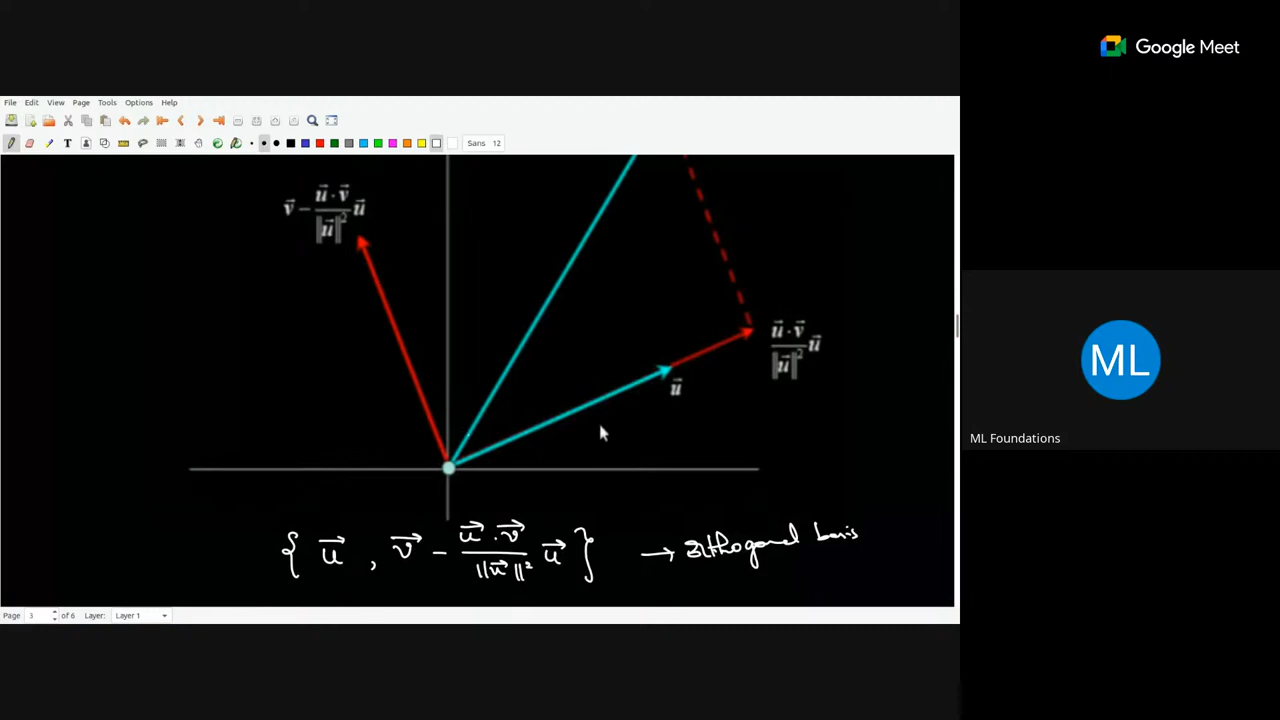 Google Meet
File Edit View Page Tools Options Help
Sans 12
v⃗ − (u⃗ · v⃗ / ‖u⃗‖²) u⃗
(u⃗ · v⃗ / ‖u⃗‖²) u⃗
u⃗
ML
ML Foundations
{ u⃗ , v⃗ − (u⃗ . v⃗ / ‖u⃗‖²) u⃗ } → orthogonal basis
Page 3 of 6 Layer: Layer 1